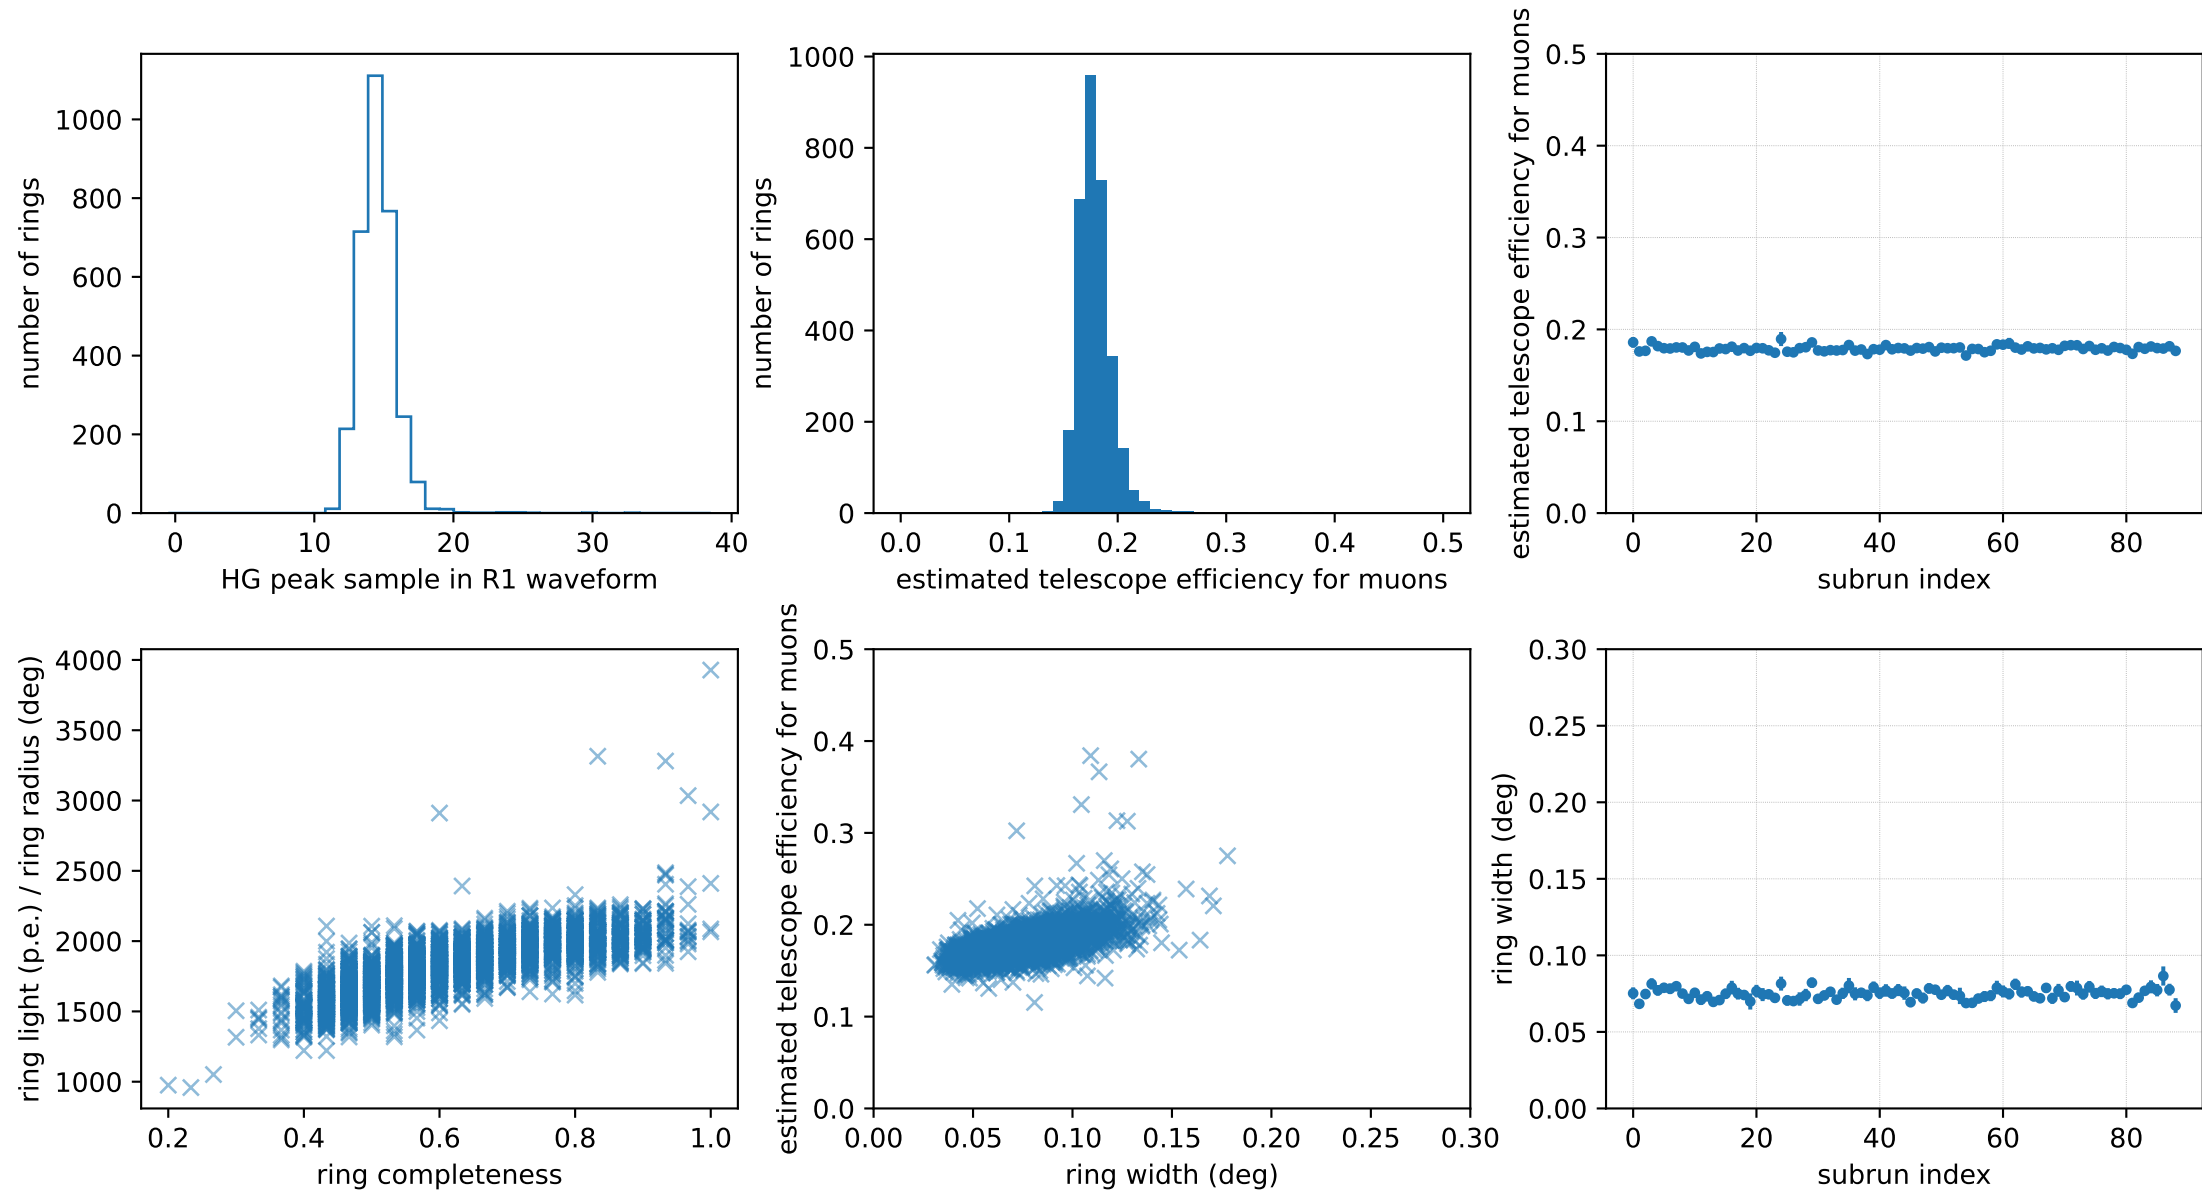 number of rings
1000
800
600
400
200
0
0 10 20 30 40
HG peak sample in R1 waveform
number of rings
1000
800
600
400
200
0
0.0 0.1 0.2 0.3 0.4 0.5
estimated telescope efficiency for muons
estimated telescope efficiency for muons
0.5
0.4
0.3
0.2
0.1
0.0
0 20 40 60 80
subrun index
ring light (p.e.) / ring radius (deg)
4000
3500
3000
2500
2000
1500
1000
0.2 0.4 0.6 0.8 1.0
ring completeness
estimated telescope efficiency for muons
0.5
0.4
0.3
0.2
0.1
0.0
0.00 0.05 0.10 0.15 0.20 0.25 0.30
ring width (deg)
ring width (deg)
0.30
0.25
0.20
0.15
0.10
0.05
0.00
0 20 40 60 80
subrun index